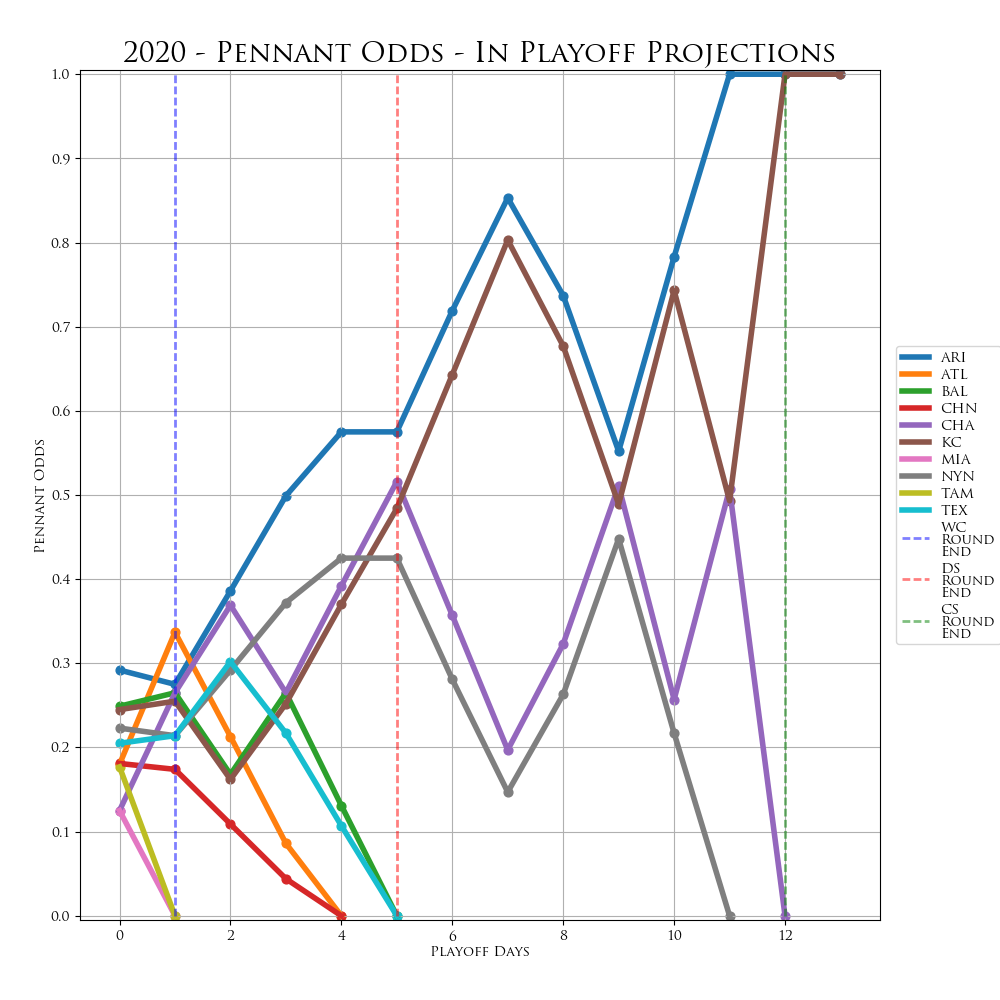 2020 - Pennant Odds - In Playoff Projections
1.0
0.9
0.8
0.7
0.6
0.5
0.4
0.3
0.2
0.1
0.0
Pennant Odds
0 2 4 6 8 10 12
Playoff Days
ARI
ATL
BAL
CHN
CHA
KC
MIA
NYN
TAM
TEX
WC
Round
End
DS
Round
End
CS
Round
End